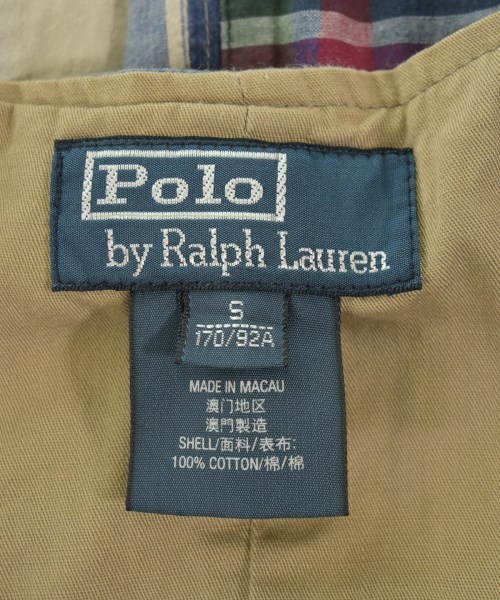 Polo
by Ralph Lauren
S
170/92A
MADE IN MACAU
澳门地区
澳門製造
SHELL/面料/表布:
100% COTTON/棉/棉